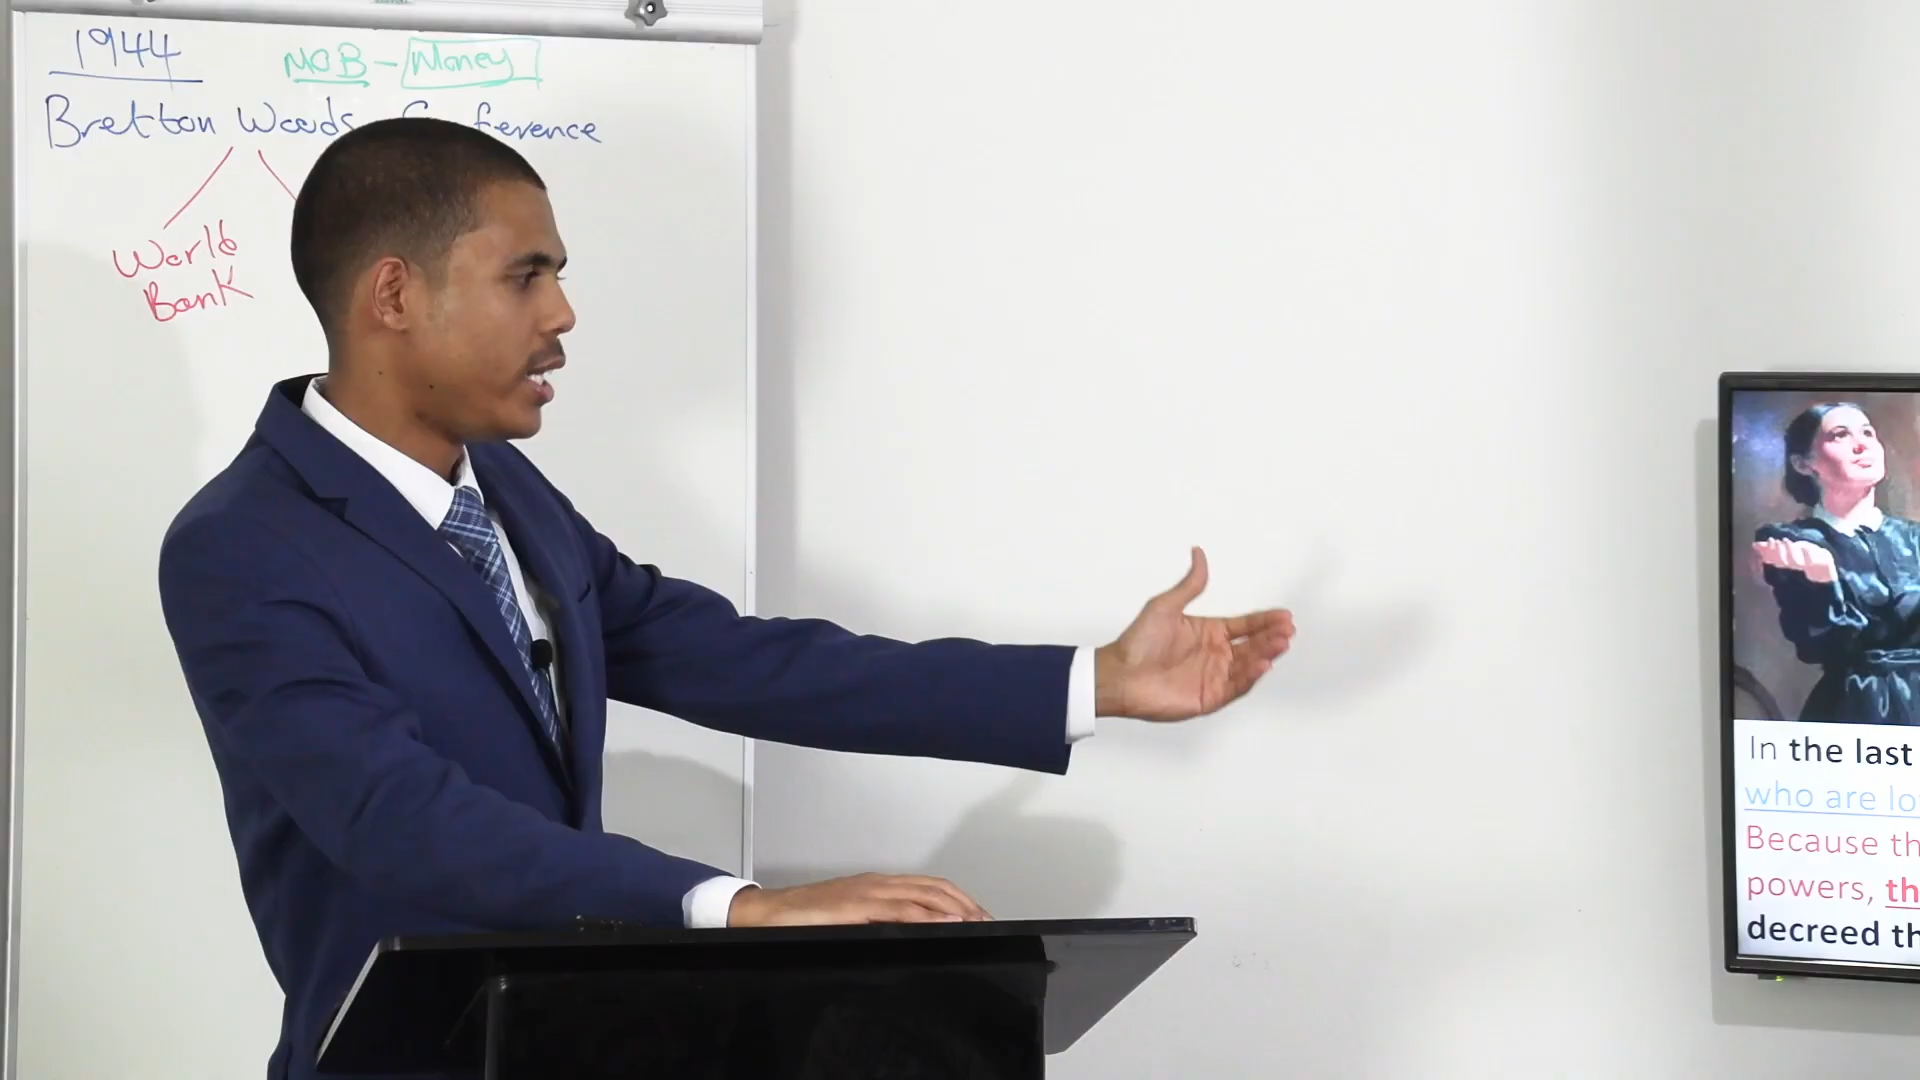 1944
MOB - Money
Bretton Woods Conference
World
Bank
In the last
who are lo
Because th
powers, th
decreed th